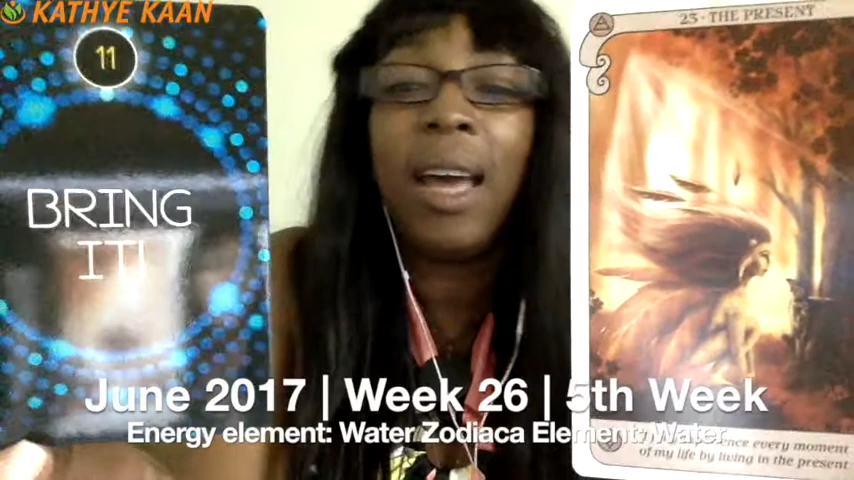 KATHYE KAAN
11
BRING
IT!
25 · THE PRESENT
June 2017 | Week 26 | 5th Week
Energy element: Water Zodiaca Element: Water
every moment
of my life by living in the present